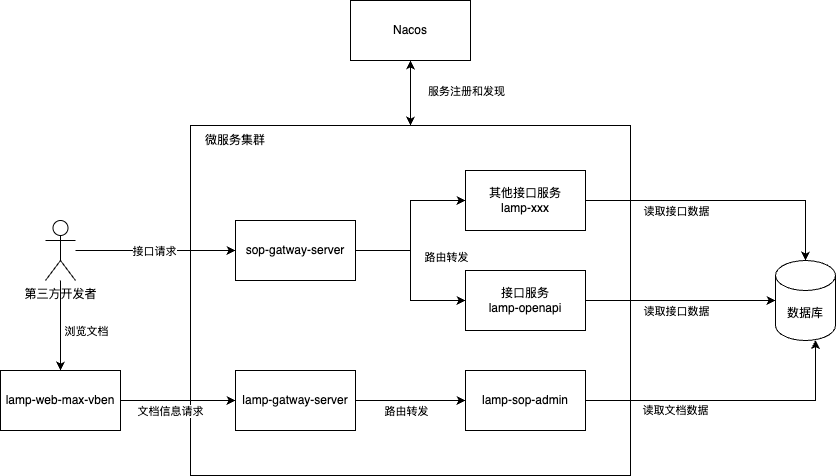 Nacos
服务注册和发现
微服务集群
其他接口服务
lamp-xxx
读取接口数据
接口请求
sop-gatway-server
路由转发
第三方开发者
接口服务
lamp-openapi
读取接口数据
数据库
浏览文档
lamp-web-max-vben
文档信息请求
lamp-gatway-server
路由转发
lamp-sop-admin
读取文档数据